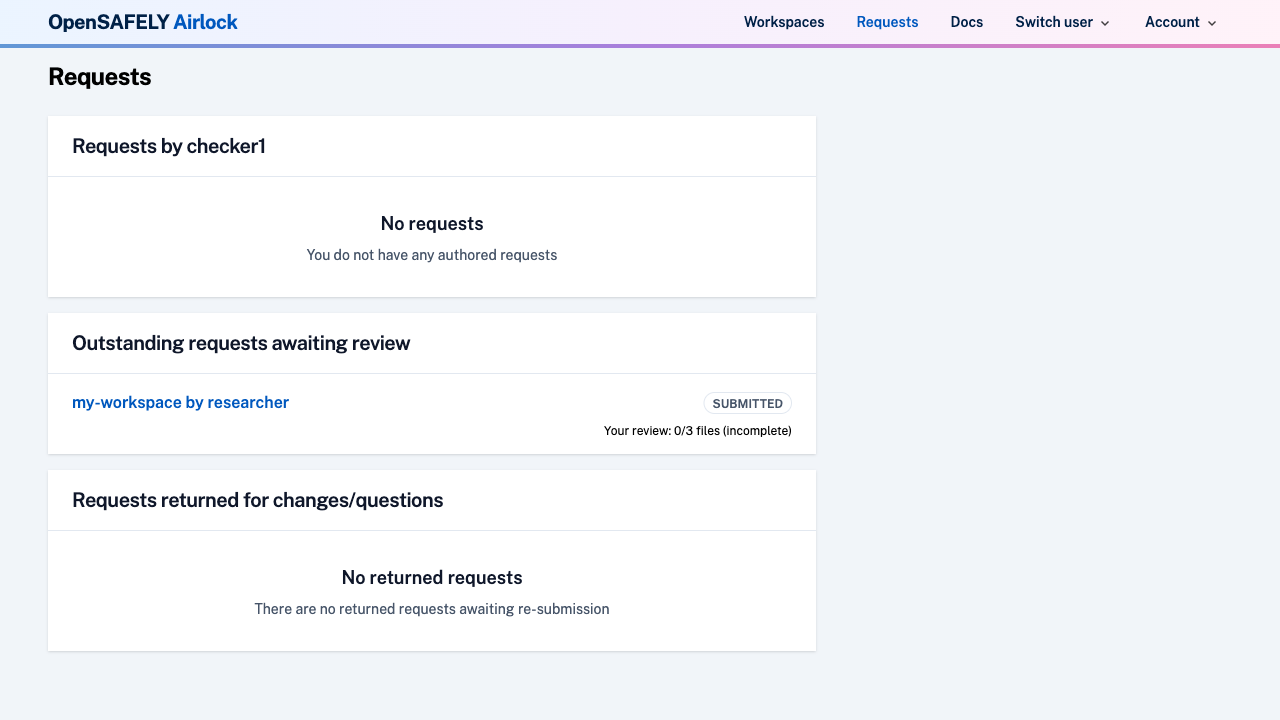 OpenSAFELY Airlock
Workspaces
Requests
Docs
Switch user
Account
Requests
Requests by checker1
No requests
You do not have any authored requests
Outstanding requests awaiting review
my-workspace by researcher
SUBMITTED
Your review: 0/3 files (incomplete)
Requests returned for changes/questions
No returned requests
There are no returned requests awaiting re-submission